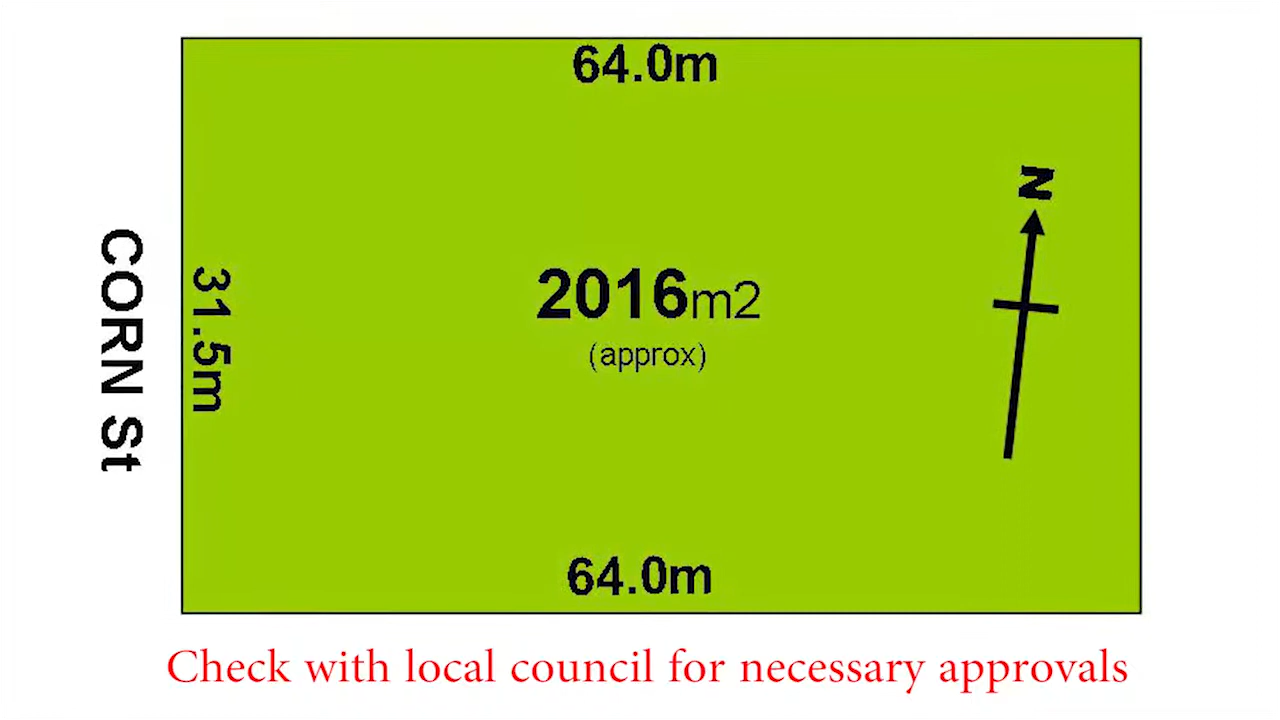 64.0m
N
CORN St
31.5m
2016m2
(approx)
64.0m
Check with local council for necessary approvals